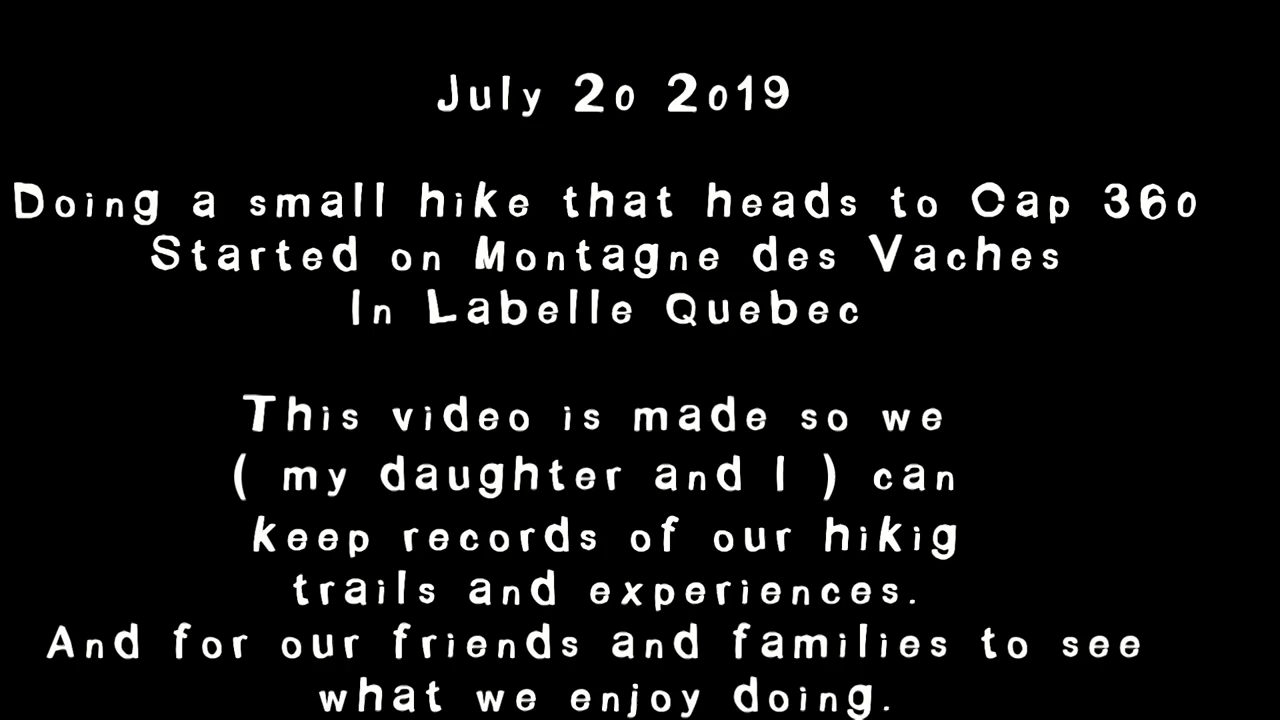 July 20 2019
Doing a small hike that heads to Cap 360
Started on Montagne des Vaches
In Labelle Quebec
This video is made so we
( my daughter and I ) can
keep records of our hikig
trails and experiences.
And for our friends and families to see
what we enjoy doing.